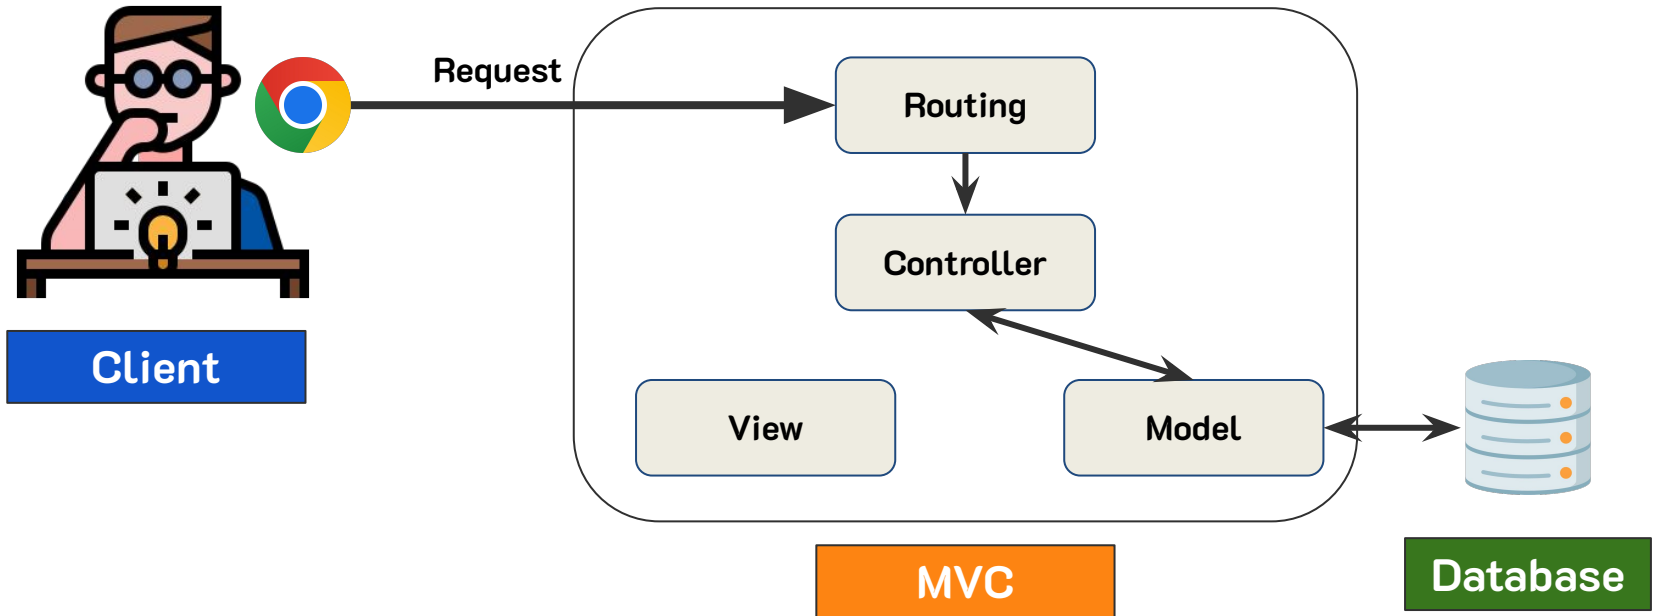 Request
Routing
Controller
Client
View
Model
MVC
Database